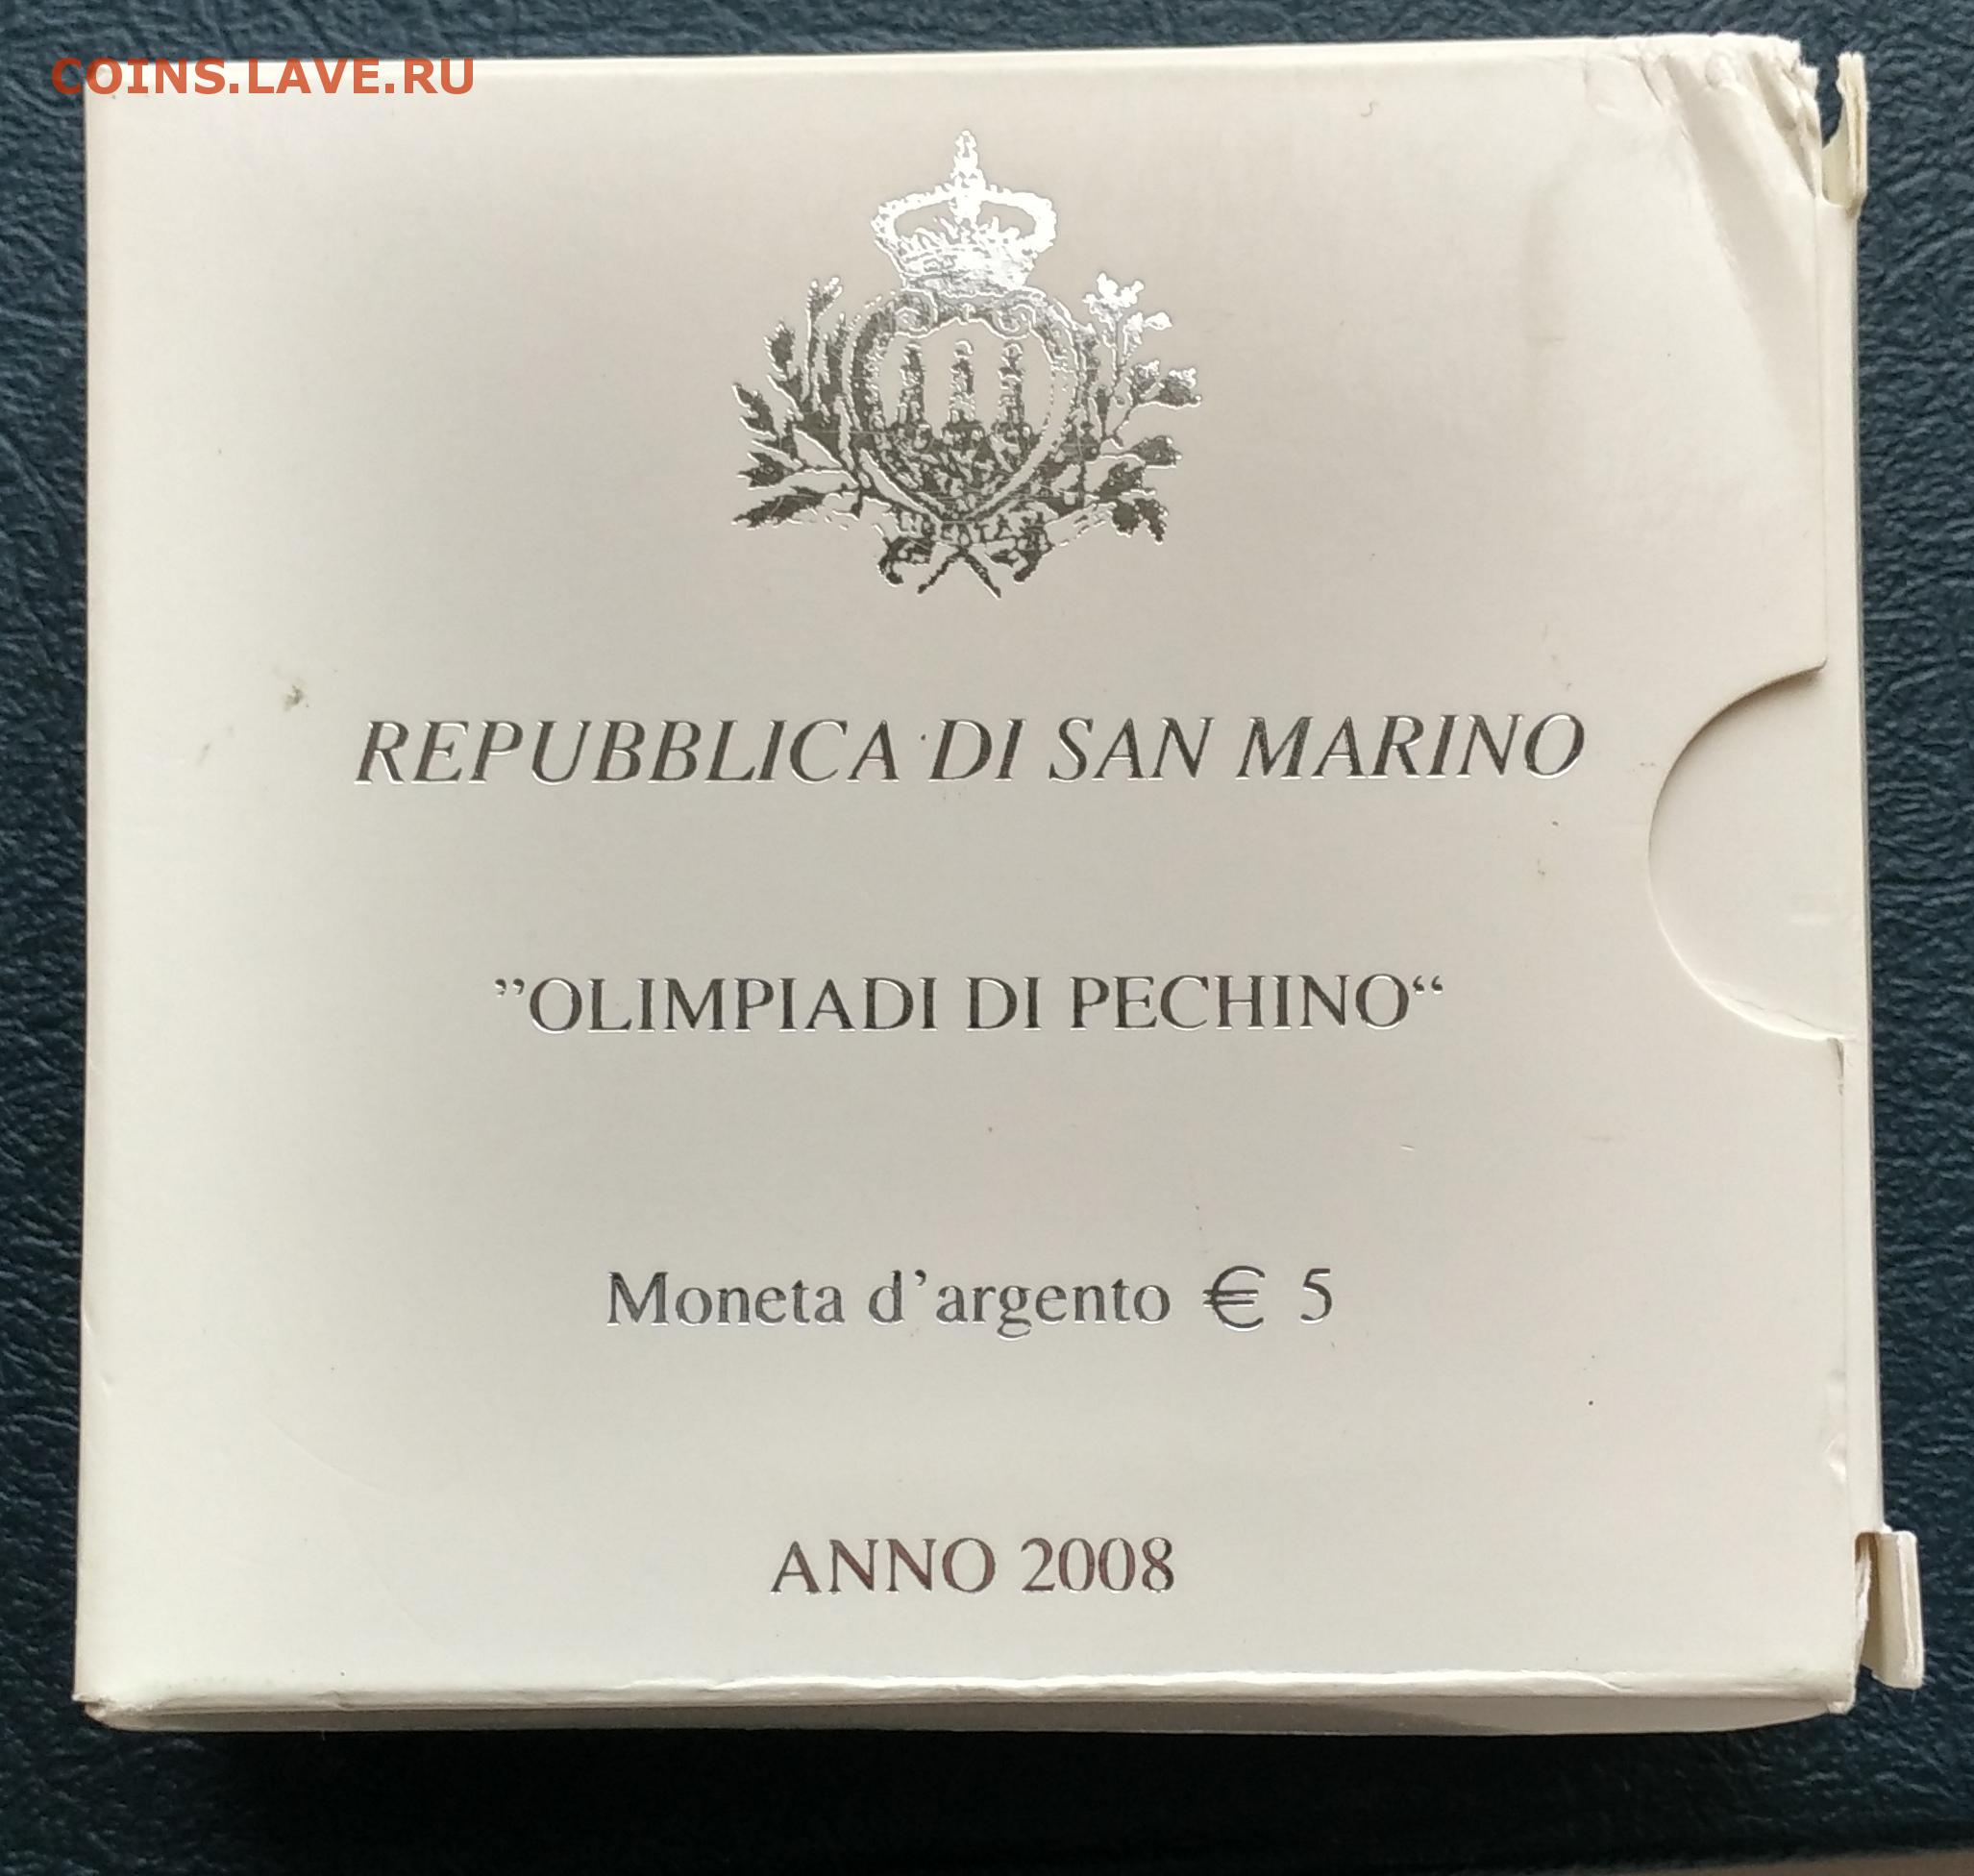 COINS.LAVE.RU
REPUBBLICA DI SAN MARINO
”OLIMPIADI DI PECHINO“
Moneta d’argento € 5
ANNO 2008